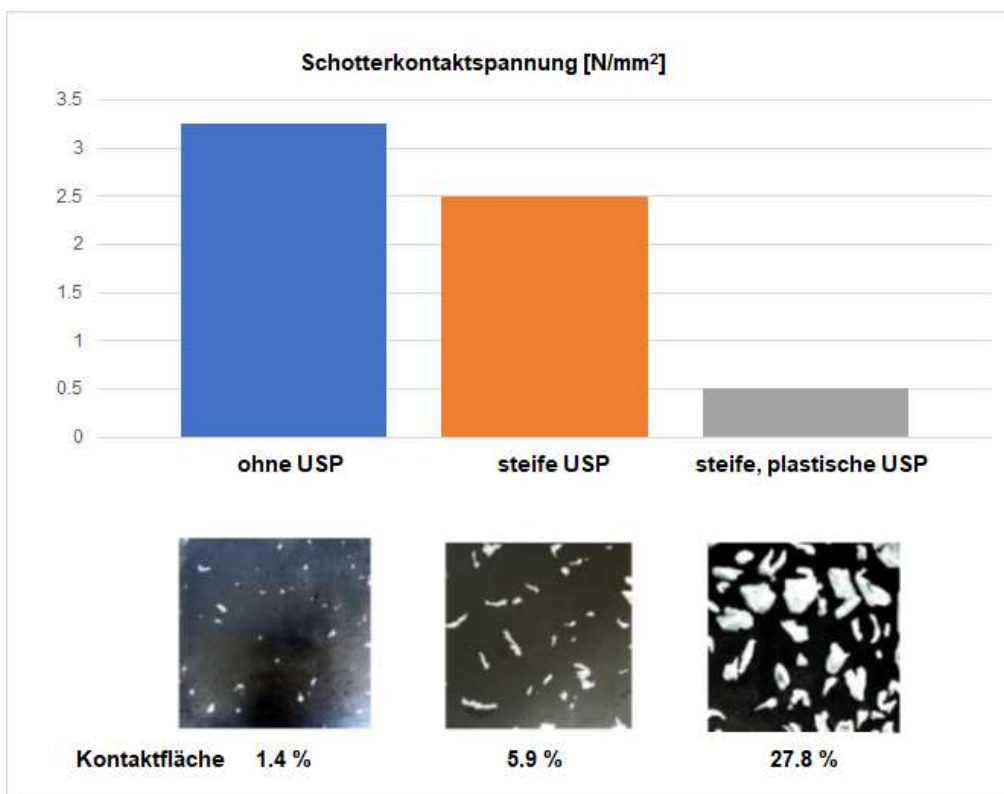 Schotterkontaktspannung [N/mm²]
3.5
3
2.5
2
1.5
1
0.5
0
ohne USP steife USP steife, plastische USP
Kontaktfläche 1.4 % 5.9 % 27.8 %